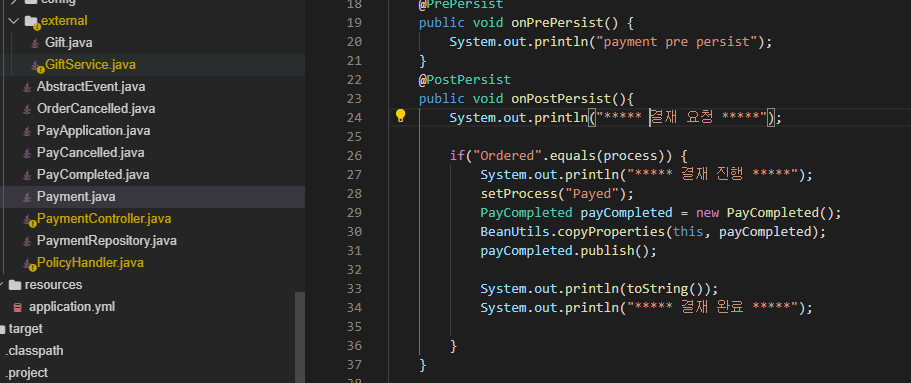 config
external
Gift.java
GiftService.java
AbstractEvent.java
OrderCancelled.java
PayApplication.java
PayCancelled.java
PayCompleted.java
Payment.java
PaymentController.java
PaymentRepository.java
PolicyHandler.java
resources
application.yml
target
.classpath
.project
18 @PrePersist
19 public void onPrePersist() {
20 System.out.println("payment pre persist");
21 }
22 @PostPersist
23 public void onPostPersist(){
24 System.out.println("***** 결재 요청 *****");
25
26 if("Ordered".equals(process)) {
27 System.out.println("***** 결재 진행 *****");
28 setProcess("Payed");
29 PayCompleted payCompleted = new PayCompleted();
30 BeanUtils.copyProperties(this, payCompleted);
31 payCompleted.publish();
32
33 System.out.println(toString());
34 System.out.println("***** 결재 완료 *****");
35
36 }
37 }
38